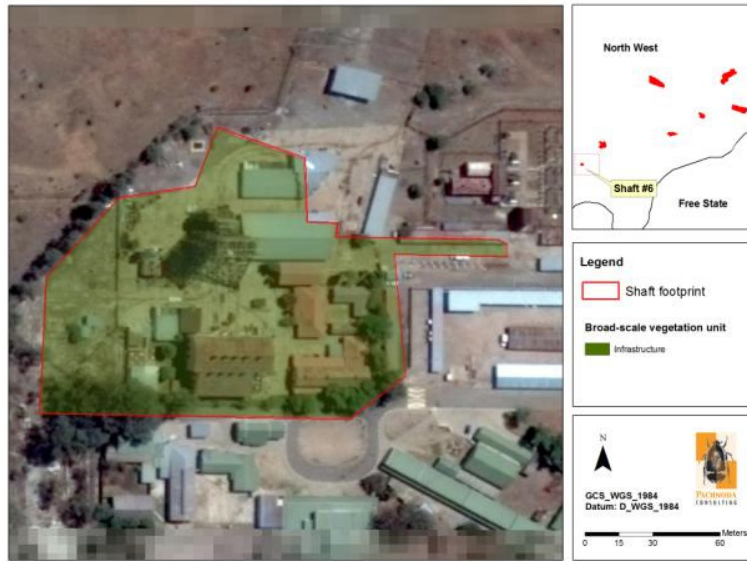 North West
Shaft #6
Free State
Legend
Shaft footprint
Broad-scale vegetation unit
Infrastructure
N
GCS_WGS_1984
Datum: D_WGS_1984
PACHNODA
CONSULTING
Meters
0 15 30 60